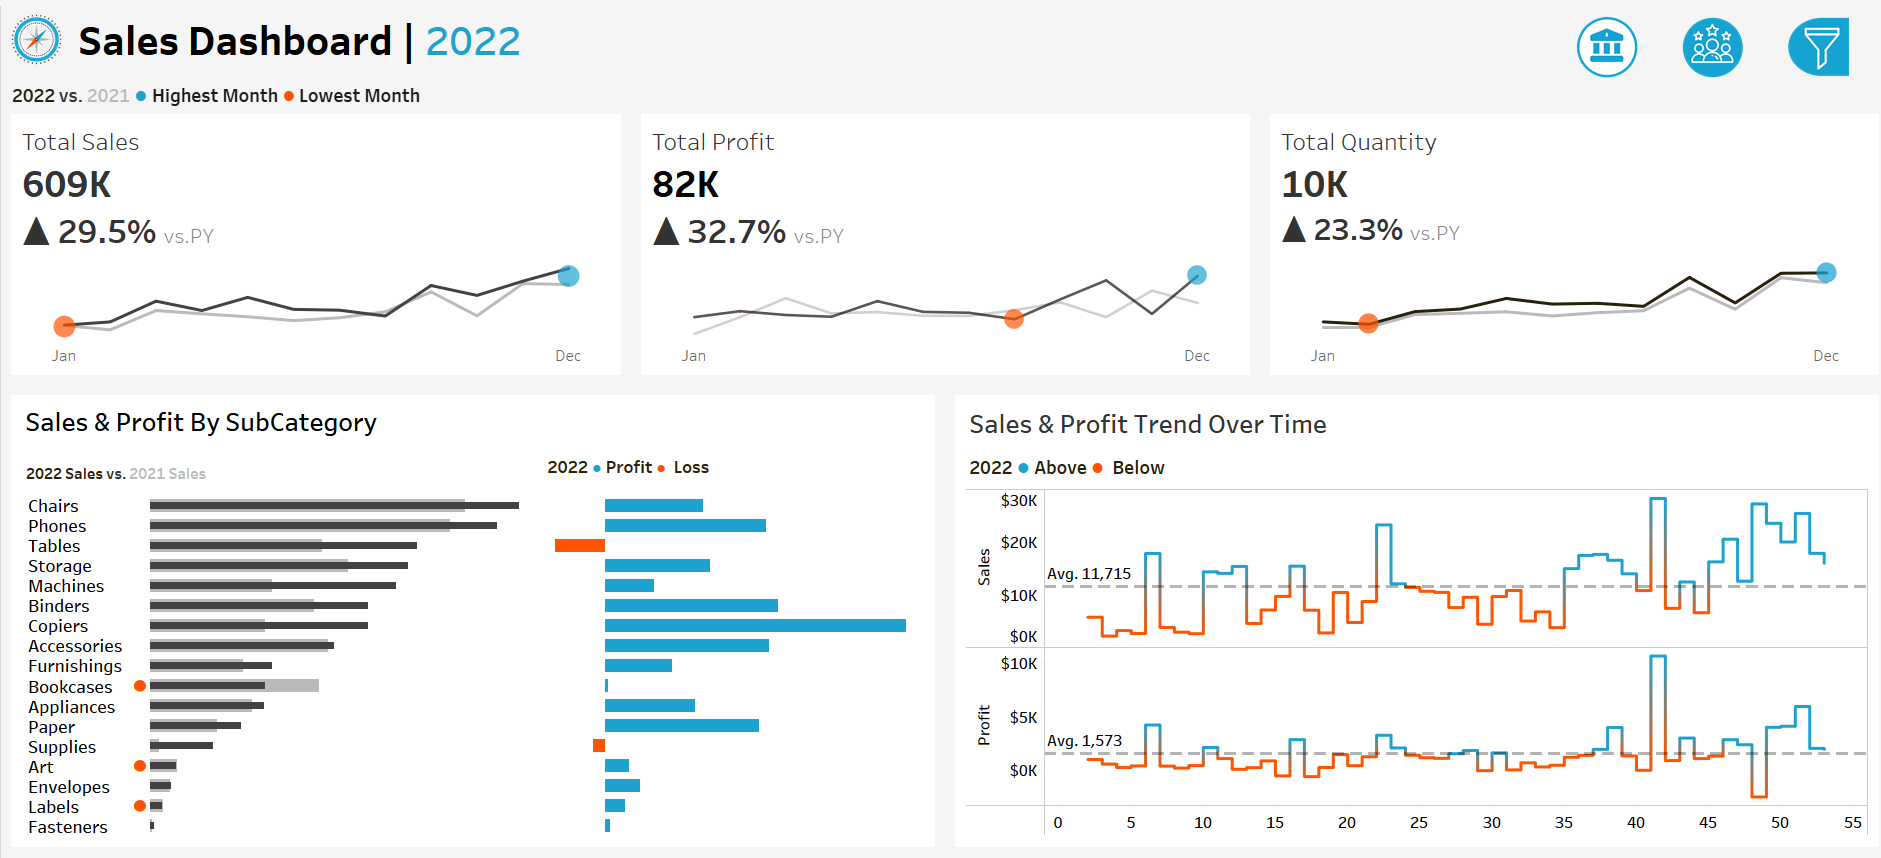 Sales Dashboard | 2022
2022 vs. 2021 Highest Month Lowest Month
Total Sales
609K
▲ 29.5% vs.PY
Jan Dec
Total Profit
82K
▲ 32.7% vs.PY
Jan Dec
Total Quantity
10K
▲ 23.3% vs.PY
Jan Dec
Sales & Profit By SubCategory
2022 Sales vs. 2021 Sales
2022 Profit Loss
Chairs
Phones
Tables
Storage
Machines
Binders
Copiers
Accessories
Furnishings
Bookcases
Appliances
Paper
Supplies
Art
Envelopes
Labels
Fasteners
Sales & Profit Trend Over Time
2022 Above Below
Sales
$30K
$20K
Avg. 11,715
$10K
$0K
Profit
$10K
$5K
Avg. 1,573
$0K
0 5 10 15 20 25 30 35 40 45 50 55